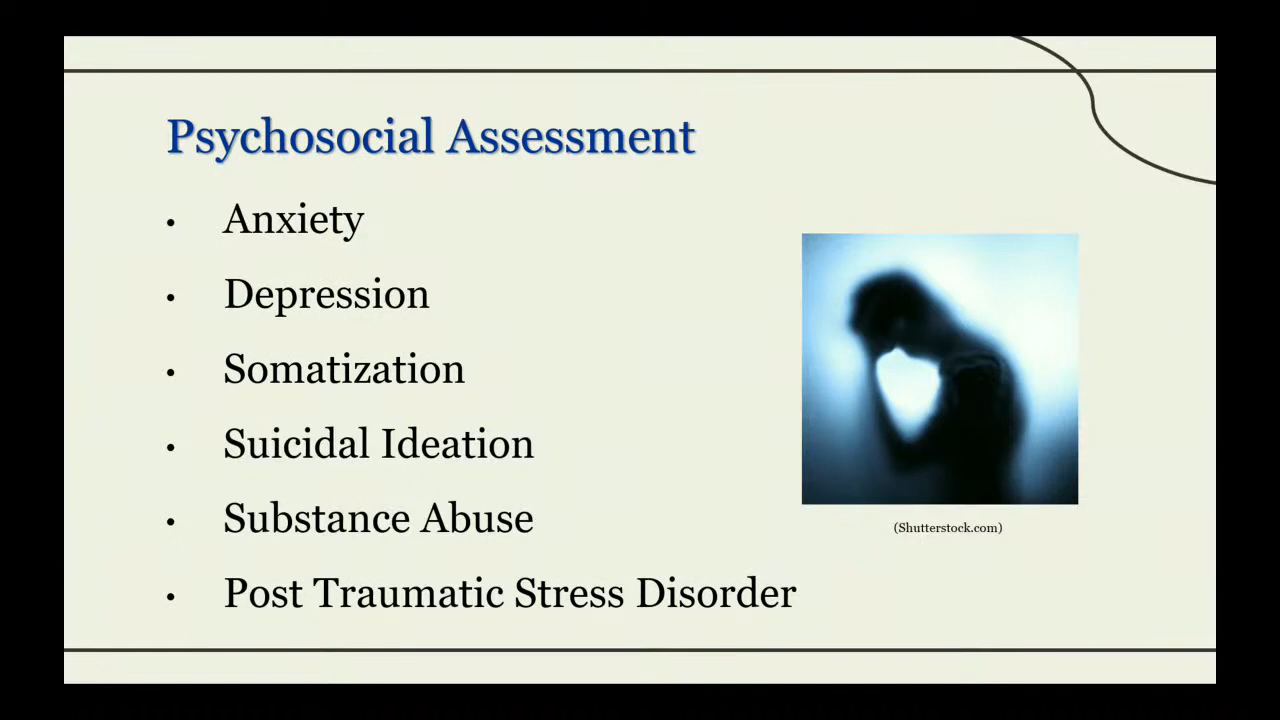 Psychosocial Assessment
• Anxiety
• Depression
• Somatization
• Suicidal Ideation
• Substance Abuse
• Post Traumatic Stress Disorder
(Shutterstock.com)